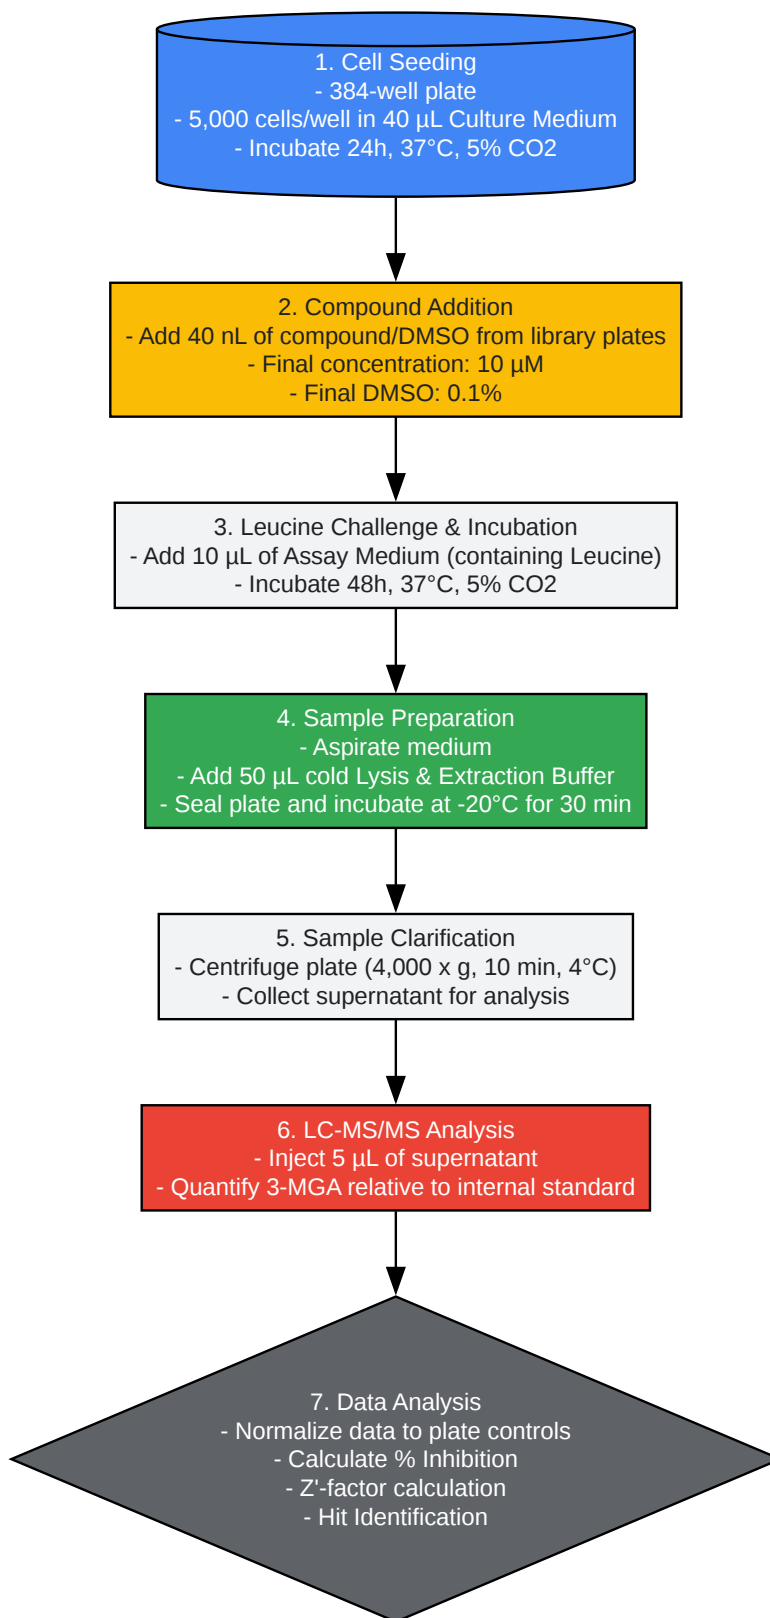 1. Cell Seeding
- 384-well plate
- 5,000 cells/well in 40 µL Culture Medium
- Incubate 24h, 37°C, 5% CO2
2. Compound Addition
- Add 40 nL of compound/DMSO from library plates
- Final concentration: 10 µM
- Final DMSO: 0.1%
3. Leucine Challenge & Incubation
- Add 10 µL of Assay Medium (containing Leucine)
- Incubate 48h, 37°C, 5% CO2
4. Sample Preparation
- Aspirate medium
- Add 50 µL cold Lysis & Extraction Buffer
- Seal plate and incubate at -20°C for 30 min
5. Sample Clarification
- Centrifuge plate (4,000 x g, 10 min, 4°C)
- Collect supernatant for analysis
6. LC-MS/MS Analysis
- Inject 5 µL of supernatant
- Quantify 3-MGA relative to internal standard
7. Data Analysis
- Normalize data to plate controls
- Calculate % Inhibition
- Z'-factor calculation
- Hit Identification